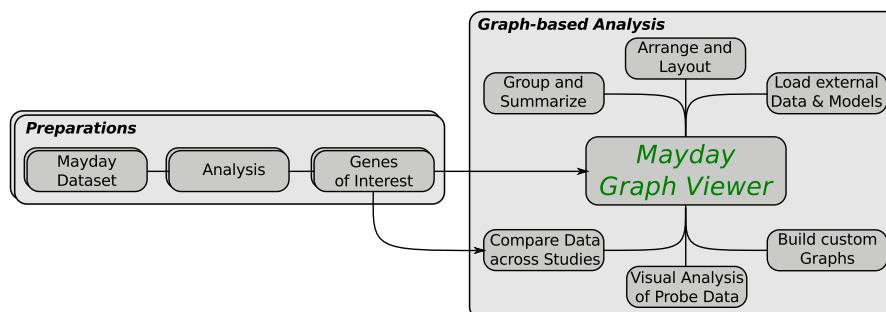 Graph-based Analysis
Arrange and
Layout
Group and
Summarize
Load external
Data & Models
Preparations
Mayday
Dataset
Analysis
Genes
of Interest
Mayday
Graph Viewer
Compare Data
across Studies
Build custom
Graphs
Visual Analysis
of Probe Data